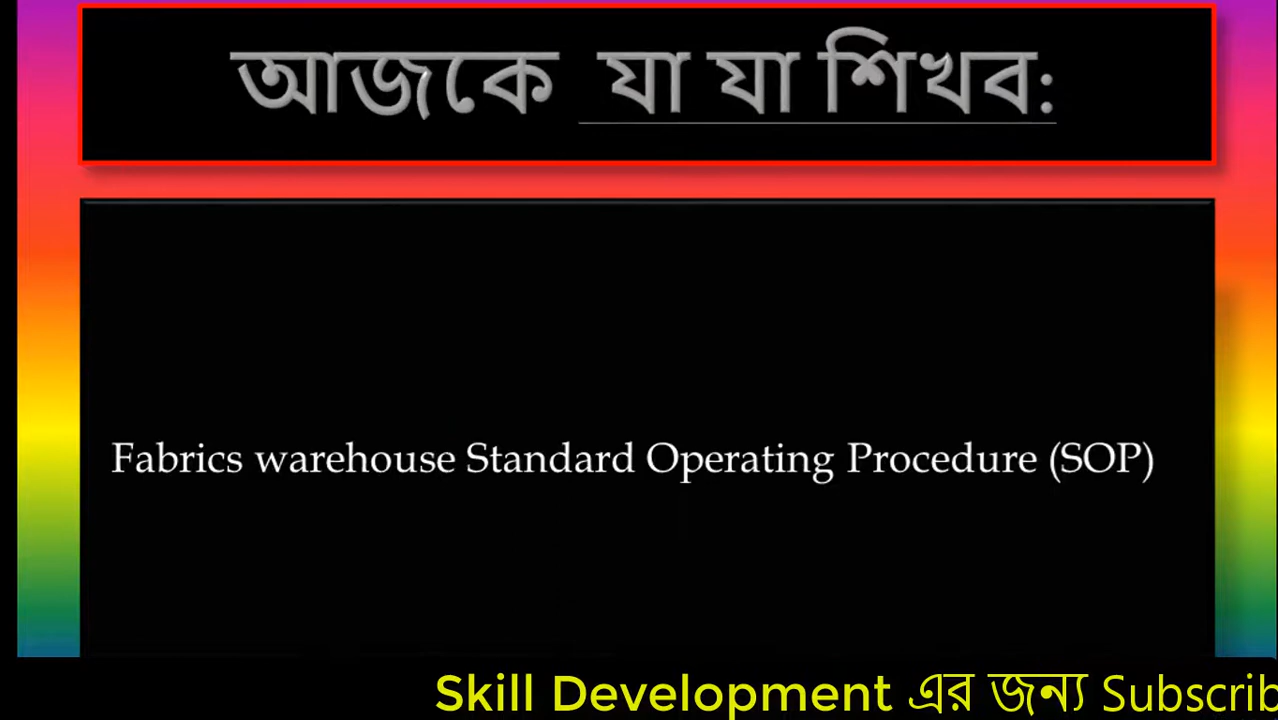 আজকে যা যা শিখব:
Fabrics warehouse Standard Operating Procedure (SOP)
Skill Development এর জন্য Subscrib